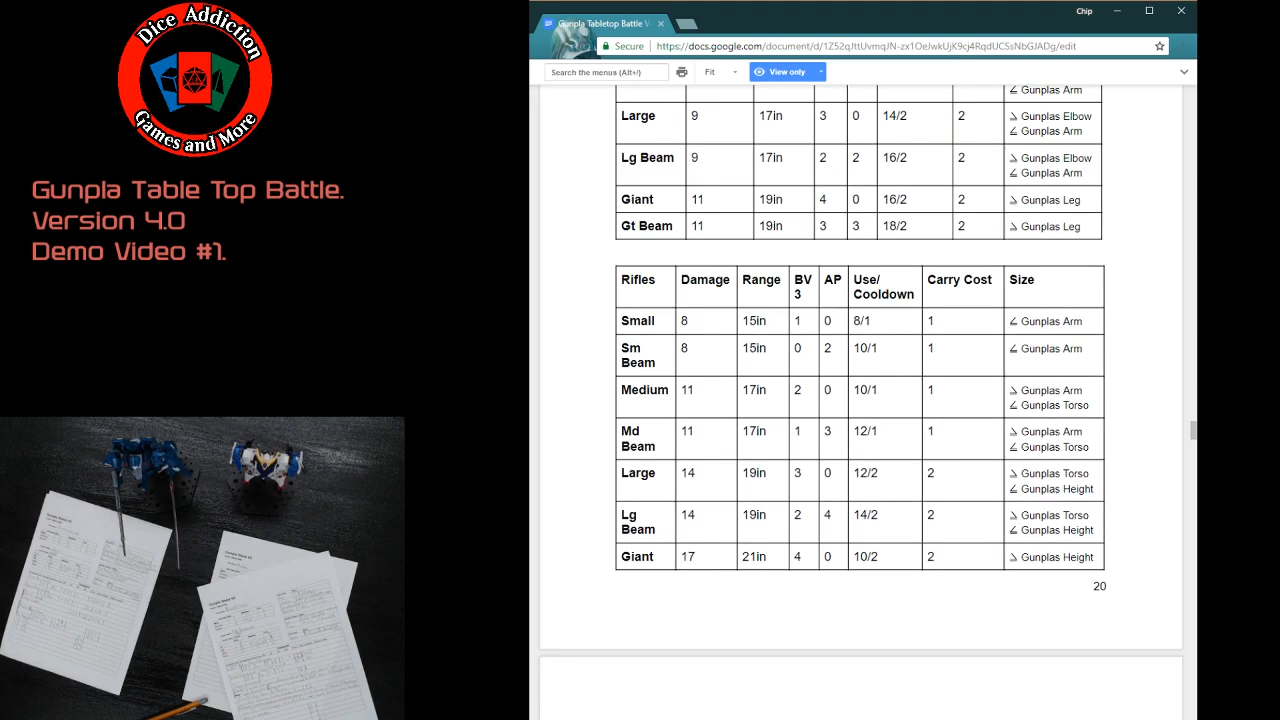 Dice Addiction
Games and More
Gunpla Table Top Battle.
Version 4.0
Demo Video #1.
Chip
Gunpla Tabletop Battle V
Secure https://docs.google.com/document/d/1Z52qJttUvmqJN-zx1OeJwkUjK9cj4RqdUCSsNbGJADg/edit
Search the menus (Alt+/) Fit View only
∠ Gunplas Arm
Large 9 17in 3 0 14/2 2 ⦣ Gunplas Elbow
∠ Gunplas Arm
Lg Beam 9 17in 2 2 16/2 2 ⦣ Gunplas Elbow
∠ Gunplas Arm
Giant 11 19in 4 0 16/2 2 ⦣ Gunplas Leg
Gt Beam 11 19in 3 3 18/2 2 ⦣ Gunplas Leg
Rifles Damage Range BV AP Use/ Carry Cost Size
3 Cooldown
Small 8 15in 1 0 8/1 1 ∠ Gunplas Arm
Sm 8 15in 0 2 10/1 1 ∠ Gunplas Arm
Beam
Medium 11 17in 2 0 10/1 1 ⦣ Gunplas Arm
∠ Gunplas Torso
Md 11 17in 1 3 12/1 1 ⦣ Gunplas Arm
Beam ∠ Gunplas Torso
Large 14 19in 3 0 12/2 2 ⦣ Gunplas Torso
∠ Gunplas Height
Lg 14 19in 2 4 14/2 2 ⦣ Gunplas Torso
Beam ∠ Gunplas Height
Giant 17 21in 4 0 10/2 2 ⦣ Gunplas Height
20